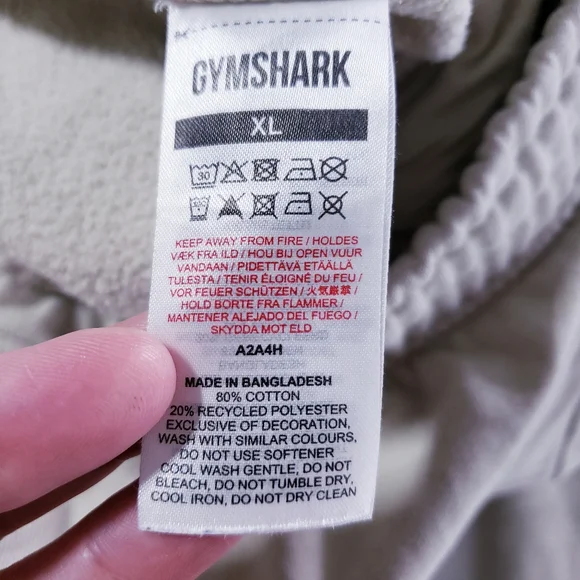 GYMSHARK
XL
30
KEEP AWAY FROM FIRE / HOLDES
VÆK FRA ILD / HOU BIJ OPEN VUUR
VANDAAN / PIDETTÄVÄ ETÄÄLLÄ
TULESTA / TENIR ÉLOIGNÉ DU FEU /
VOR FEUER SCHÜTZEN / 火気厳禁 /
HOLD BORTE FRA FLAMMER /
MANTENER ALEJADO DEL FUEGO /
SKYDDA MOT ELD
A2A4H
MADE IN BANGLADESH
80% COTTON
20% RECYCLED POLYESTER
EXCLUSIVE OF DECORATION,
WASH WITH SIMILAR COLOURS,
DO NOT USE SOFTENER
COOL WASH GENTLE, DO NOT
BLEACH, DO NOT TUMBLE DRY,
COOL IRON, DO NOT DRY CLEAN